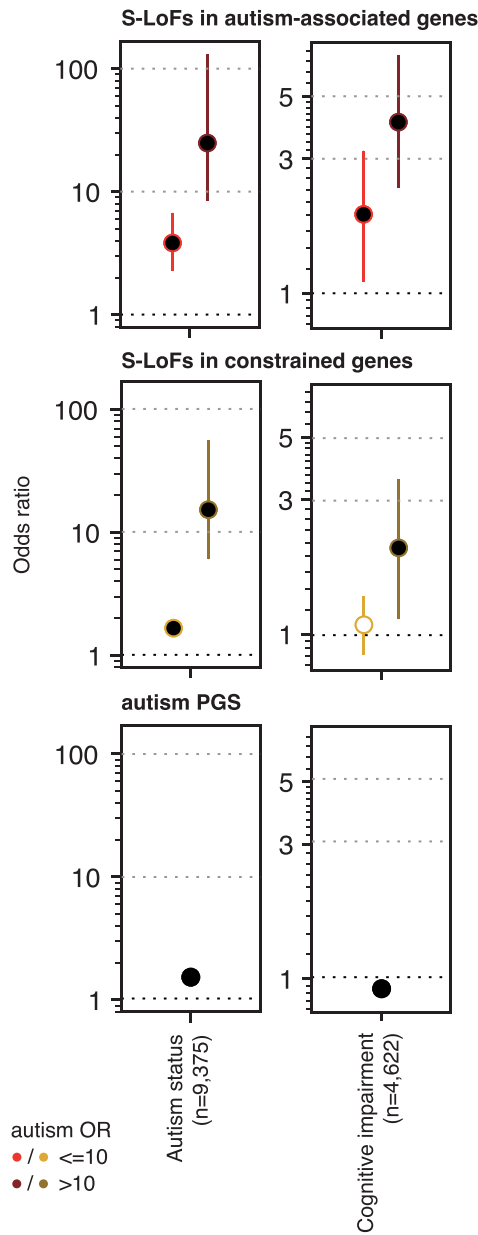 S-LoFs in autism-associated genes
100
10
1
5
3
1
S-LoFs in constrained genes
Odds ratio
100
10
1
5
3
1
autism PGS
100
10
1
5
3
1
Autism status
(n=9,375)
Cognitive impairment
(n=4,622)
autism OR
/ <=10
/ >10